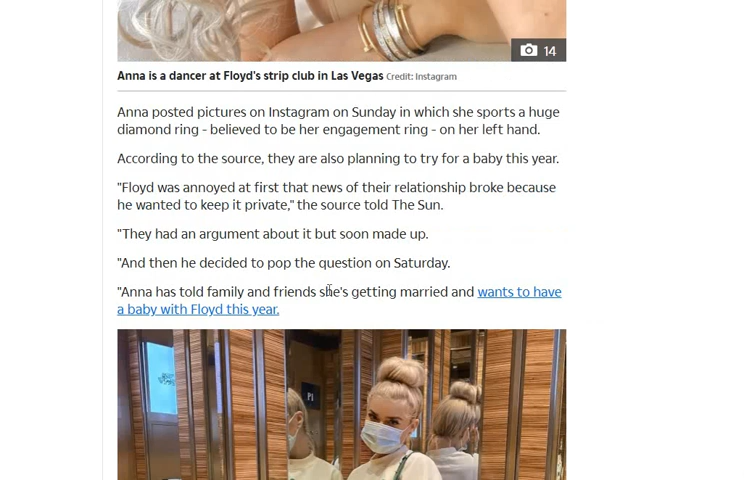 14
Anna is a dancer at Floyd's strip club in Las Vegas Credit: Instagram
Anna posted pictures on Instagram on Sunday in which she sports a huge
diamond ring - believed to be her engagement ring - on her left hand.
According to the source, they are also planning to try for a baby this year.
"Floyd was annoyed at first that news of their relationship broke because
he wanted to keep it private," the source told The Sun.
"They had an argument about it but soon made up.
"And then he decided to pop the question on Saturday.
"Anna has told family and friends she's getting married and wants to have
a baby with Floyd this year.
P1